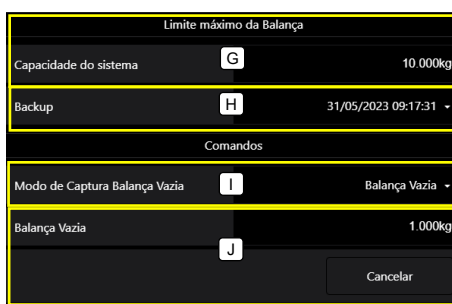 Limite máximo da Balança
Capacidade do sistema G 10.000kg
Backup H 31/05/2023 09:17:31
Comandos
Modo de Captura Balança Vazia I Balança Vazia
Balança Vazia 1.000kg
J
Cancelar